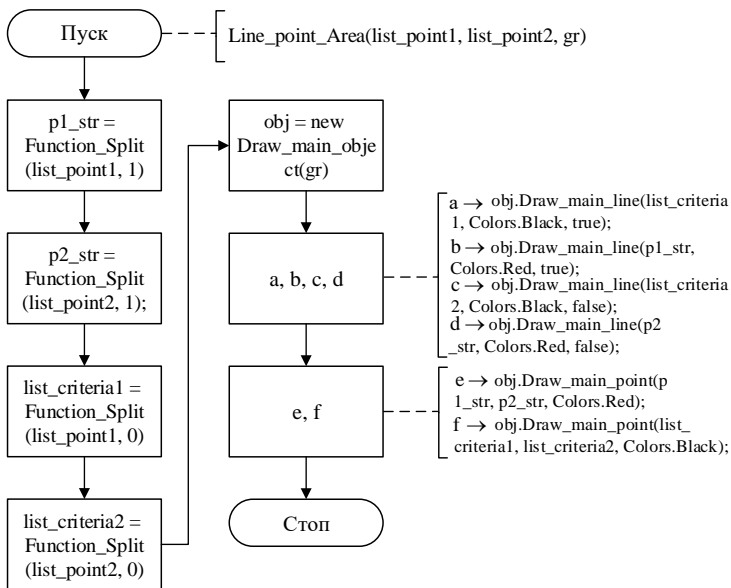 Пуск
Line_point_Area(list_point1, list_point2, gr)
p1_str =
Function_Split
(list_point1, 1)
p2_str =
Function_Split
(list_point2, 1);
list_criteria1 =
Function_Split
(list_point1, 0)
list_criteria2 =
Function_Split
(list_point2, 0)
obj = new
Draw_main_obje
ct(gr)
a, b, c, d
a → obj.Draw_main_line(list_criteria
1, Colors.Black, true);
b → obj.Draw_main_line(p1_str,
Colors.Red, true);
c → obj.Draw_main_line(list_criteria
2, Colors.Black, false);
d → obj.Draw_main_line(p2
_str, Colors.Red, false);
e, f
e → obj.Draw_main_point(p
1_str, p2_str, Colors.Red);
f → obj.Draw_main_point(list_
criteria1, list_criteria2, Colors.Black);
Стоп